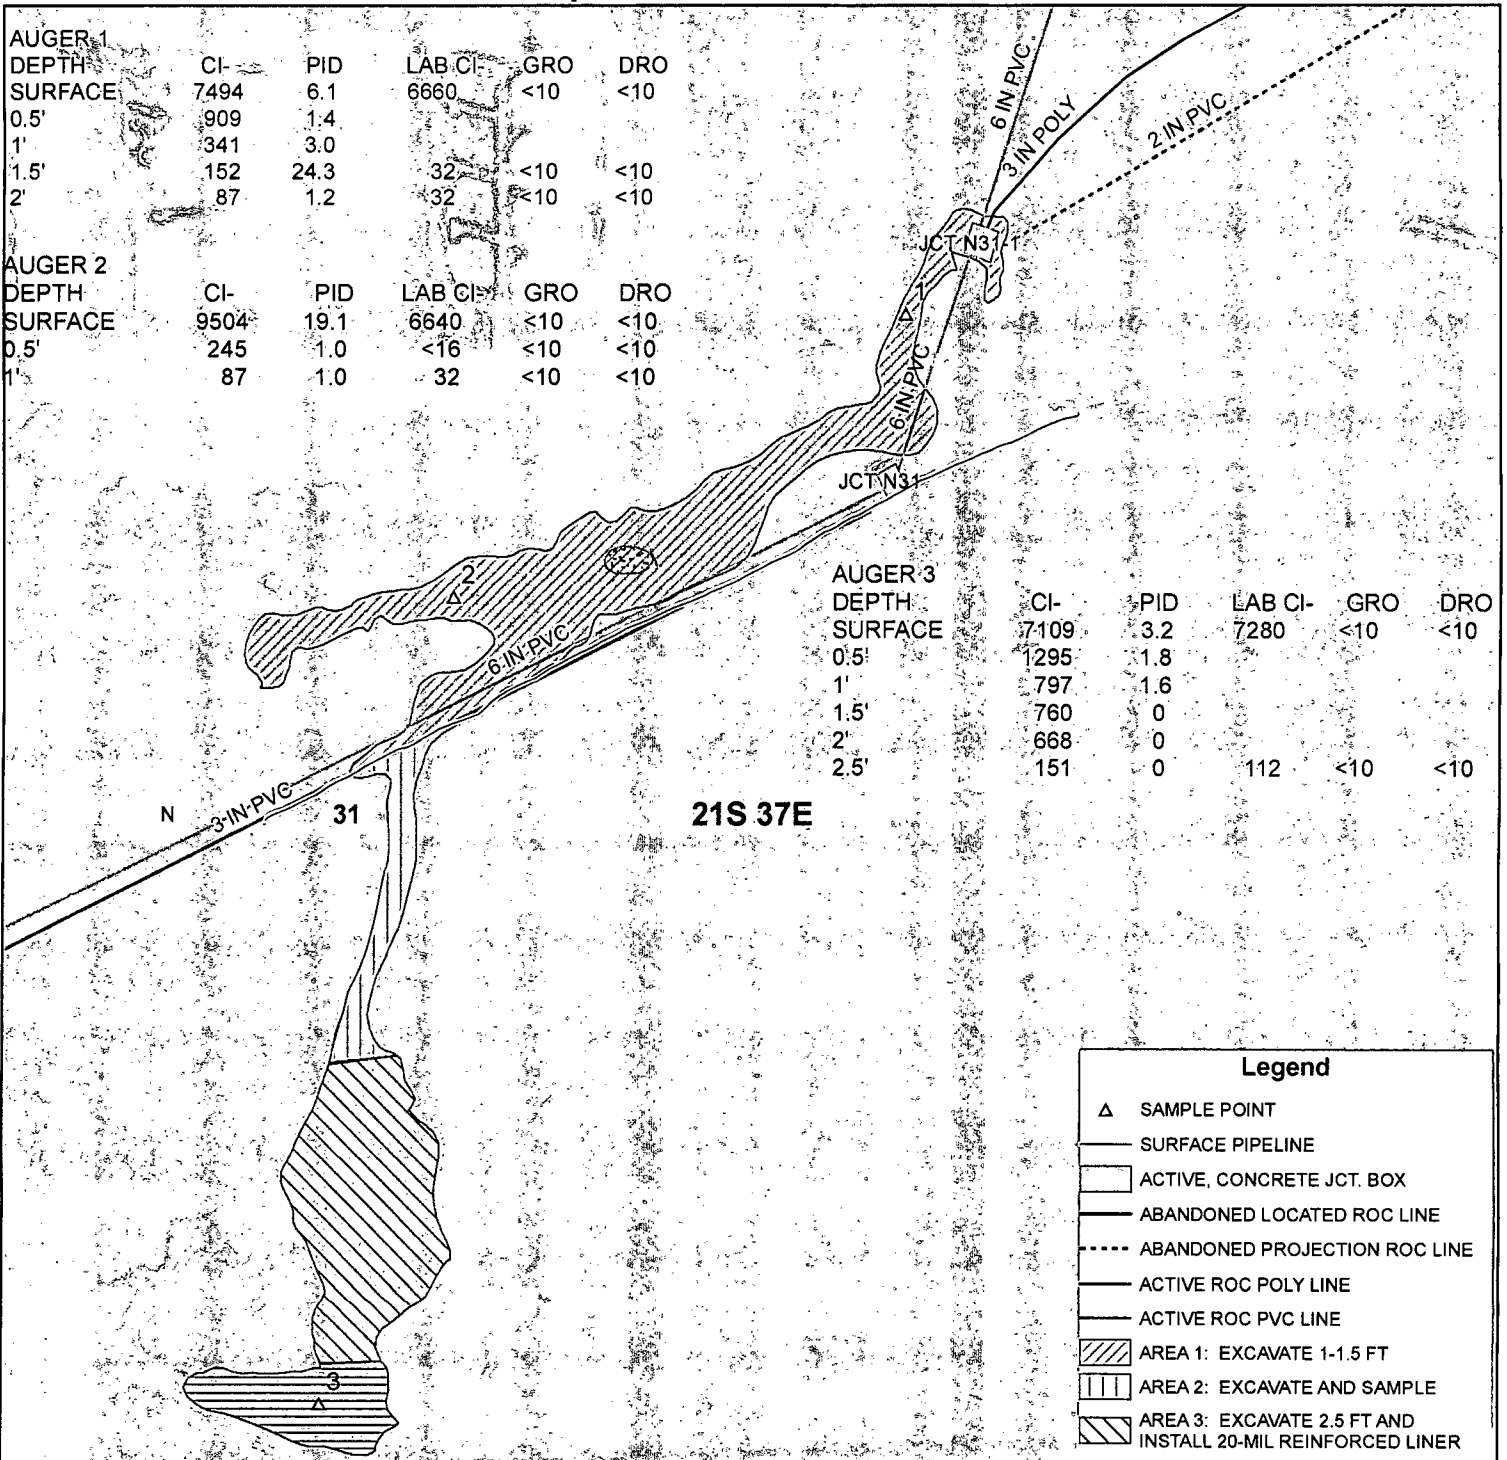 AUGER 1
DEPTH Cl- PID LAB Cl- GRO DRO
SURFACE 7494 6.1 6660 <10 <10
0.5' 909 1.4
1' 341 3.0
1.5' 152 24.3 32 <10 <10
2' 87 1.2 32 <10 <10
AUGER 2
DEPTH Cl- PID LAB Cl- GRO DRO
SURFACE 9504 19.1 6640 <10 <10
0.5' 245 1.0 <16 <10 <10
1' 87 1.0 32 <10 <10
6 IN PVC
3 IN POLY
2 IN PVC
JCT N31-1
1
6 IN PVC
JCT N31
2
6 IN PVC
AUGER 3
DEPTH Cl- PID LAB Cl- GRO DRO
SURFACE 7109 3.2 7280 <10 <10
0.5' 1295 1.8
1' 797 1.6
1.5' 760 0
2' 668 0
2.5' 151 0 112 <10 <10
N
3 IN PVC
31
21S 37E
3
Legend
SAMPLE POINT
SURFACE PIPELINE
ACTIVE, CONCRETE JCT. BOX
ABANDONED LOCATED ROC LINE
ABANDONED PROJECTION ROC LINE
ACTIVE ROC POLY LINE
ACTIVE ROC PVC LINE
AREA 1: EXCAVATE 1-1.5 FT
AREA 2: EXCAVATE AND SAMPLE
AREA 3: EXCAVATE 2.5 FT AND
INSTALL 20-MIL REINFORCED LINER